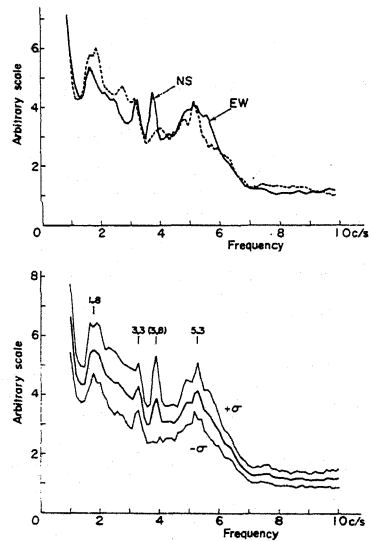 Arbitrary scale
6
4
2
NS
EW
0 2 4 6 8 10 c/s
Frequency
Arbitrary scale
8
6
4
2
1.8
3.3 (3.8)
5.3
+σ
-σ
0 2 4 6 8 10 c/s
Frequency